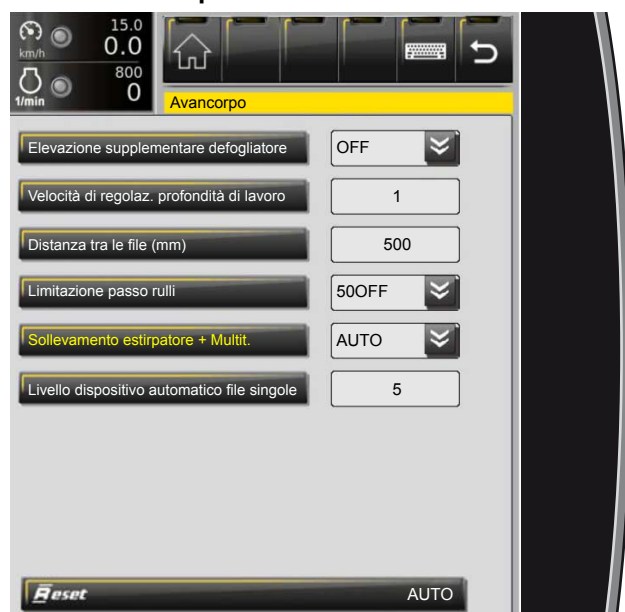 15.0
km/h 0.0
800
1/min 0
Avancorpo
Elevazione supplementare defogliatore OFF
Velocità di regolaz. profondità di lavoro 1
Distanza tra le file (mm) 500
Limitazione passo rulli 50OFF
Sollevamento estirpatore + Multit. AUTO
Livello dispositivo automatico file singole 5
Reset AUTO